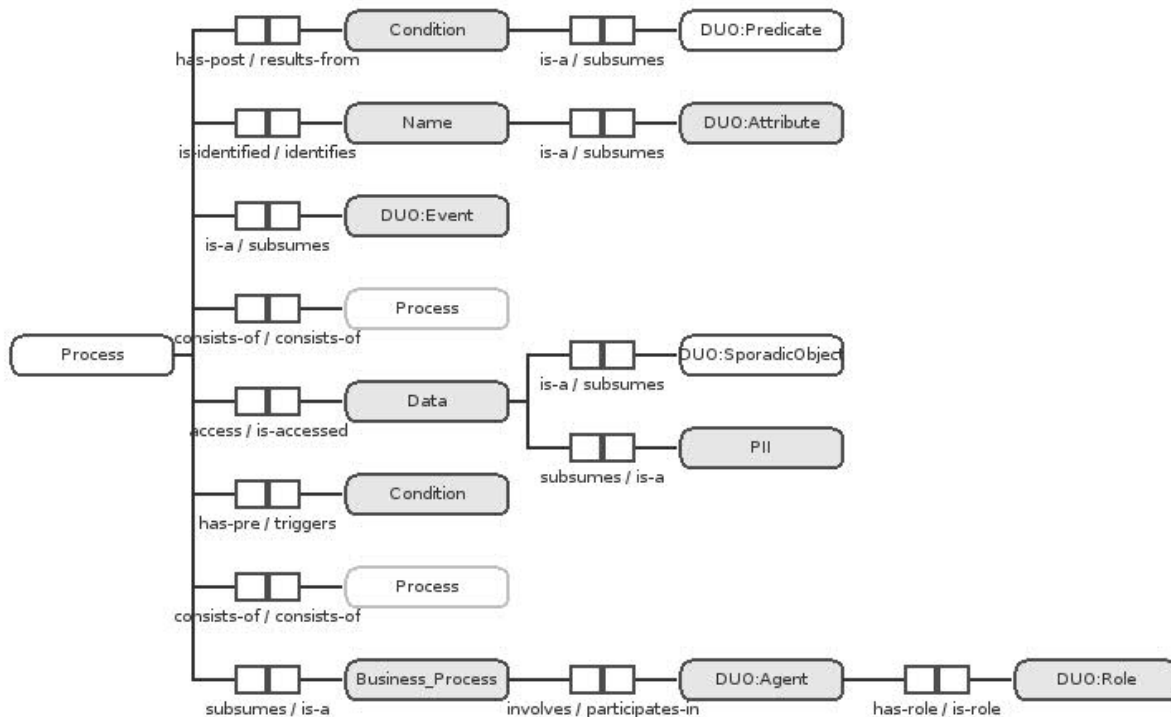 Condition
DUO:Predicate
has-post / results-from
is-a / subsumes
Name
DUO:Attribute
is-identified / identifies
is-a / subsumes
DUO:Event
is-a / subsumes
Process
consists-of / consists-of
Process
DUO:SporadicObject
is-a / subsumes
Data
access / is-accessed
PII
subsumes / is-a
Condition
has-pre / triggers
Process
consists-of / consists-of
Business_Process
DUO:Agent
DUO:Role
subsumes / is-a
involves / participates-in
has-role / is-role